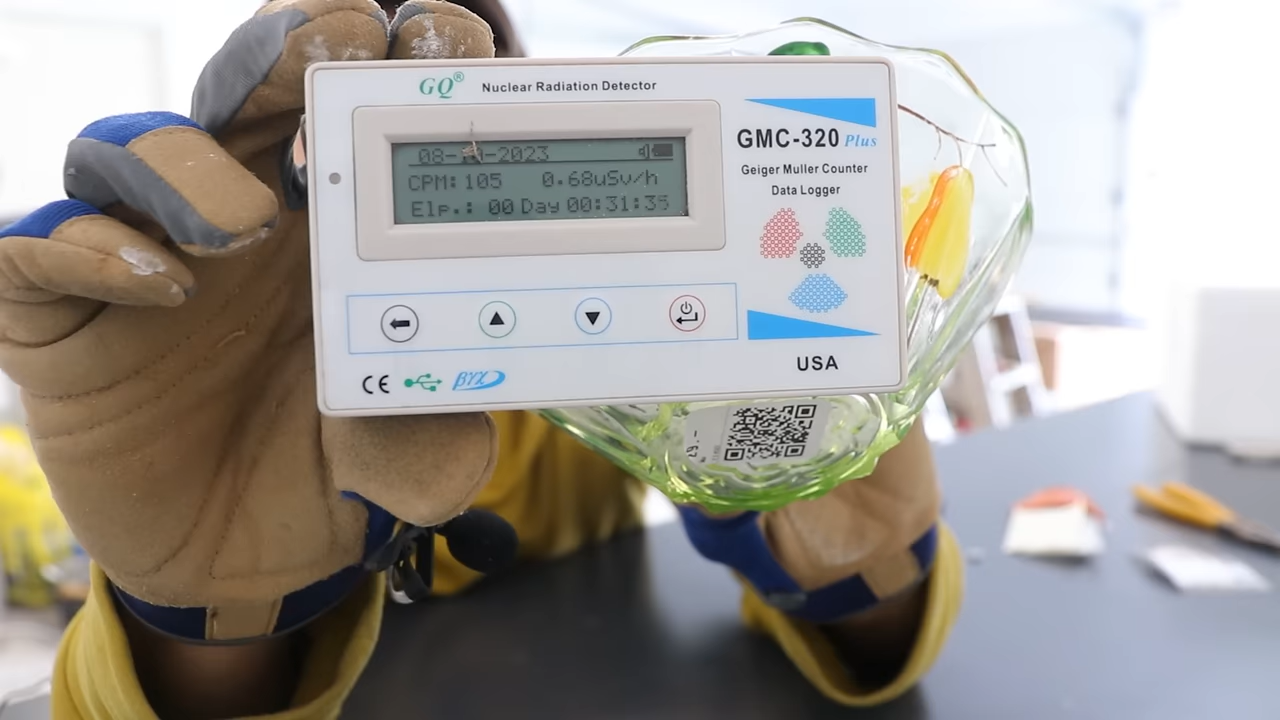 GQ® Nuclear Radiation Detector
CPM: 105 0.68uSv/h
Elp.: 00 Day 00:31:35
GMC-320 Plus
Geiger Muller Counter
Data Logger
CE βγX
USA